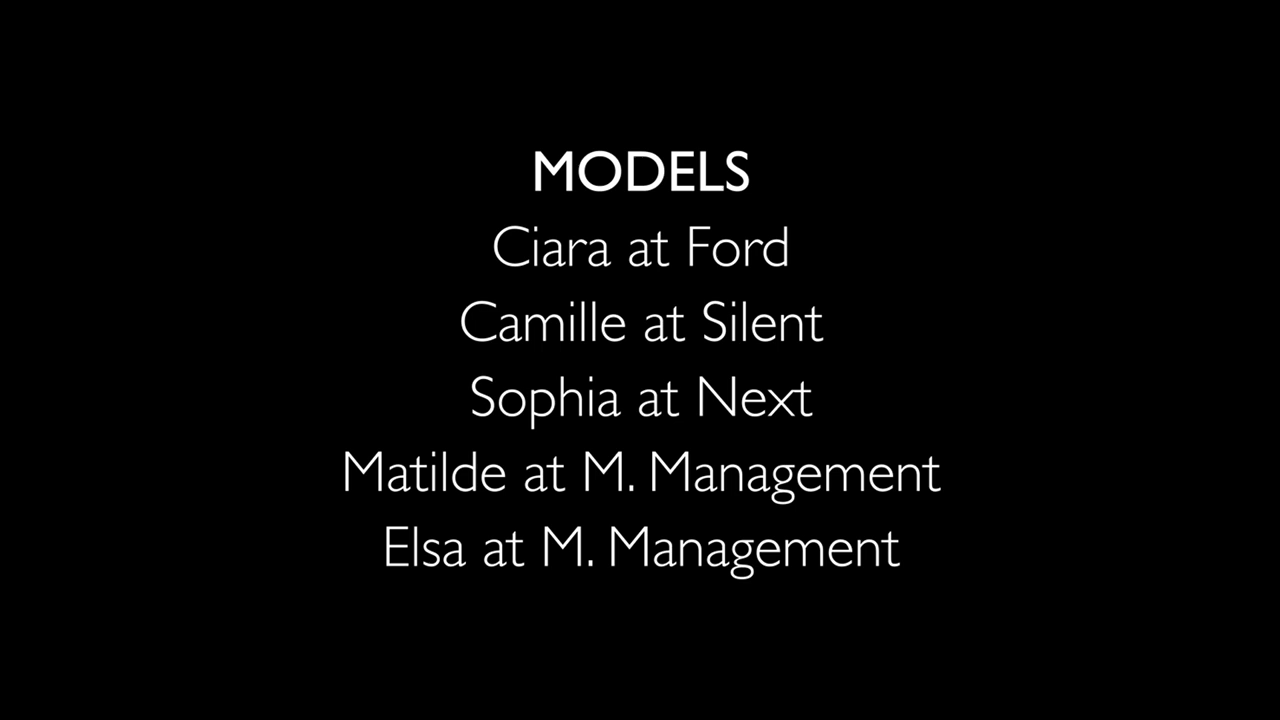 MODELS
Ciara at Ford
Camille at Silent
Sophia at Next
Matilde at M. Management
Elsa at M. Management